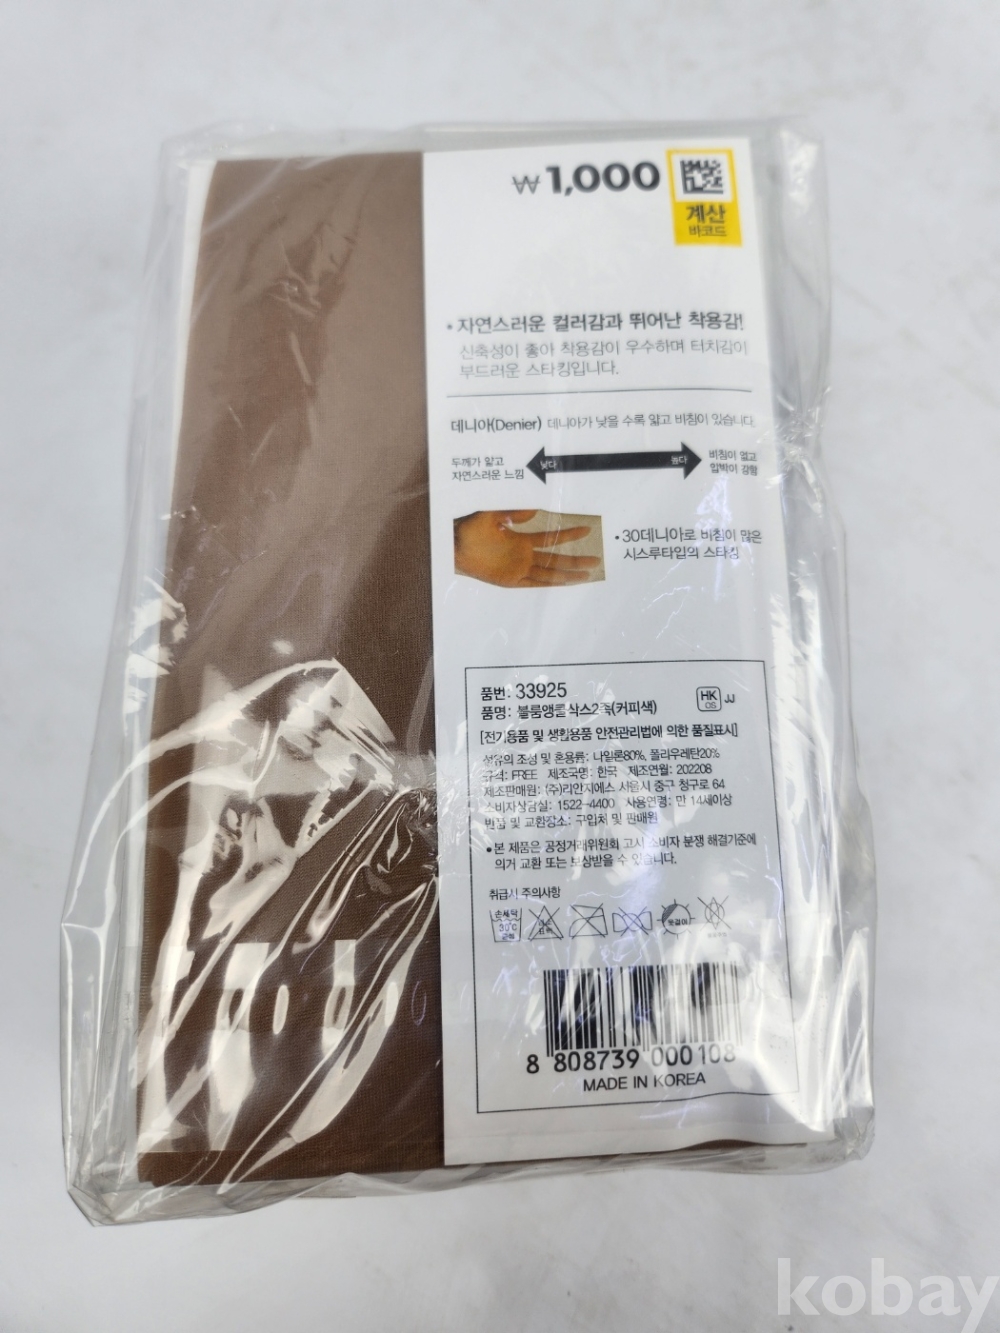 ₩1,000
계산
바코드
• 자연스러운 컬러감과 뛰어난 착용감!
신축성이 좋아 착용감이 우수하며 터치감이
부드러운 스타킹입니다.
데니아(Denier) 데니아가 낮을 수록 얇고 비침이 있습니다.
두께가 얇고
자연스러운 느낌
낮다
높다
비침이 없고
압박이 강함
• 30데니아로 비침이 많은
시스루타입의 스타킹
품번: 33925
품명: 블룸앵클삭스2족(커피색)
HK
OS
JJ
[전기용품 및 생활용품 안전관리법에 의한 품질표시]
섬유의 조성 및 혼용률: 나일론80%, 폴리우레탄20%
규격: FREE 제조국명: 한국 제조연월: 202208
제조판매원: (주)리안지에스 서울시 중구 청구로 64
소비자상담실: 1522-4400 사용연령: 만 14세이상
반품 및 교환장소: 구입처 및 판매원
• 본 제품은 공정거래위원회 고시 소비자 분쟁 해결기준에
의거 교환 또는 보상받을 수 있습니다.
취급시 주의사항
손세탁
30°C
중성
옷걸이
8 808739 000108
MADE IN KOREA
kobay